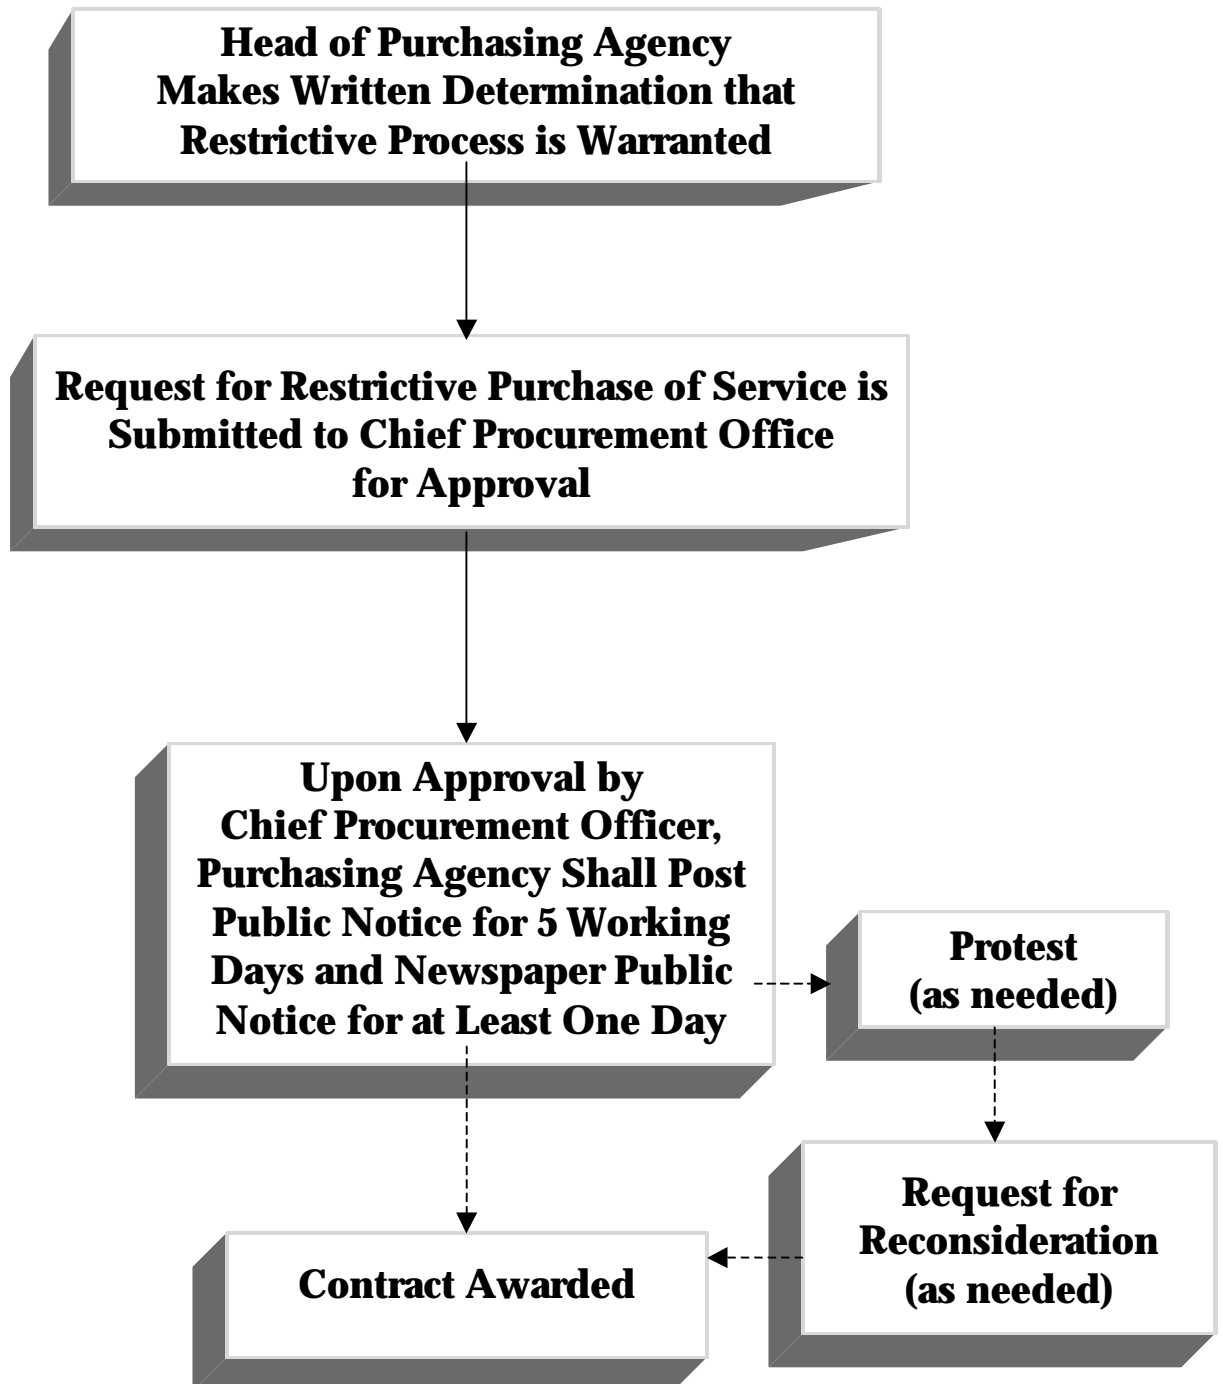 Head of Purchasing Agency
Makes Written Determination that
Restrictive Process is Warranted
Request for Restrictive Purchase of Service is
Submitted to Chief Procurement Office
for Approval
Upon Approval by
Chief Procurement Officer,
Purchasing Agency Shall Post
Public Notice for 5 Working
Days and Newspaper Public
Notice for at Least One Day
Protest
(as needed)
Request for
Reconsideration
(as needed)
Contract Awarded